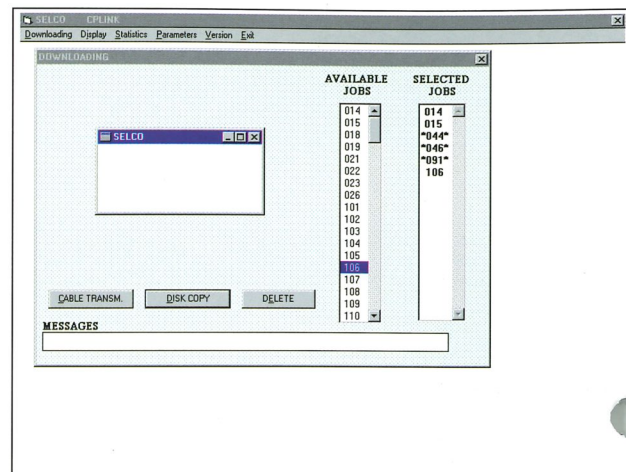 SELCO CPLINK
Downloading Display Statistics Parameters Version Exit
DOWNLOADING
AVAILABLE JOBS
014
015
018
019
021
022
023
026
101
102
103
104
105
106
107
108
109
110
SELECTED JOBS
014
015
*044*
*046*
*091*
106
SELCO
CABLE TRANSM.
DISK COPY
DELETE
MESSAGES